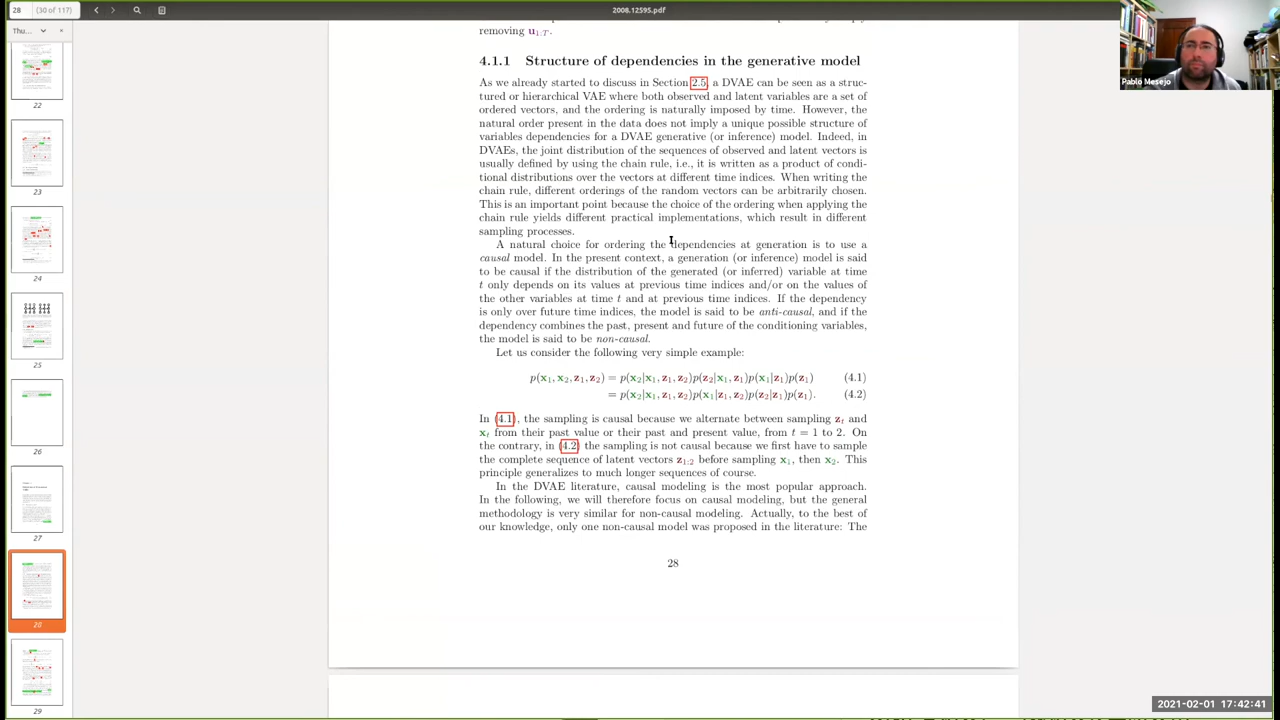 28
(30 of 117)
2008.12595.pdf
Thu...
22
23
24
25
26
27
28
29
removing u1:T.
4.1.1 Structure of dependencies in the generative model
As we already started to discuss in Section 2.5, a DVAE can be seen as a struc-
tured or hierarchical VAE where both observed and latent variables are a set of
ordered vectors, and the ordering is naturally imposed by time. However, the
natural order present in the data does not imply a unique possible structure of
variables dependencies for a DVAE generative (or inference) model. Indeed, in
DVAEs, the joint distribution of the sequences of observed and latent vectors is
usually defined by using the chain rule, i.e., it is written as a product of condi-
tional distributions over the vectors at different time indices. When writing the
chain rule, different orderings of the random vectors can be arbitrarily chosen.
This is an important point because the choice of the ordering when applying the
chain rule yields different practical implementations, which result in different
sampling processes.
A natural choice for ordering the dependencies at generation is to use a
causal model. In the present context, a generation (or inference) model is said
to be causal if the distribution of the generated (or inferred) variable at time
t only depends on its values at previous time indices and/or on the values of
the other variables at time t and at previous time indices. If the dependency
is only over future time indices, the model is said to be anti-causal, and if the
dependency combines the past, present and future of the conditioning variables,
the model is said to be non-causal.
Let us consider the following very simple example:
p(x1, x2, z1, z2) = p(x2|x1, z1, z2)p(z2|x1, z1)p(x1|z1)p(z1) (4.1)
= p(x2|x1, z1, z2)p(x1|z1, z2)p(z2|z1)p(z1). (4.2)
In (4.1), the sampling is causal because we alternate between sampling zt and
xt from their past value or their past and present value, from t = 1 to 2. On
the contrary, in (4.2) the sampling is not causal because we first have to sample
the complete sequence of latent vectors z1:2 before sampling x1, then x2. This
principle generalizes to much longer sequences of course.
In the DVAE literature, causal modeling is the most popular approach.
In the following, we will therefore focus on causal modeling, but the general
methodology is very similar for non-causal modeling. Actually, to the best of
our knowledge, only one non-causal model was proposed in the literature: The
28
Pablo Mesejo
2021-02-01 17:42:41